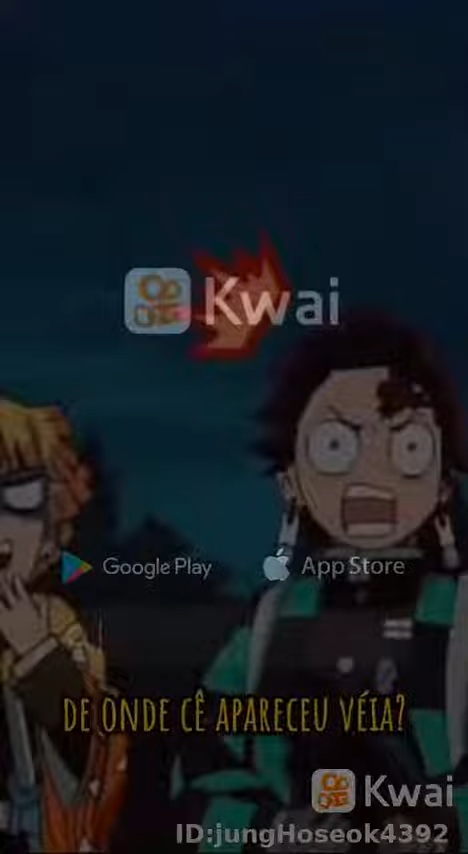 Kwai
Google Play
App Store
DE ONDE CÊ APARECEU VÉIA?
Kwai
ID:jungHoseok4392